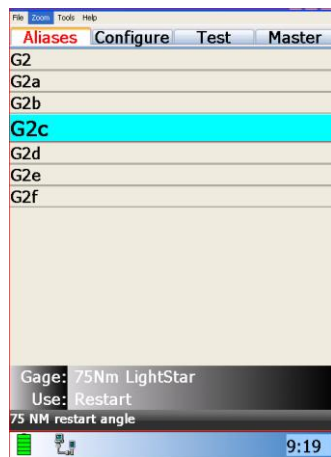 File Zoom Tools Help
Aliases Configure Test Master
G2
G2a
G2b
G2c
G2d
G2e
G2f
Gage: 75Nm LightStar
Use: Restart
75 NM restart angle
9:19